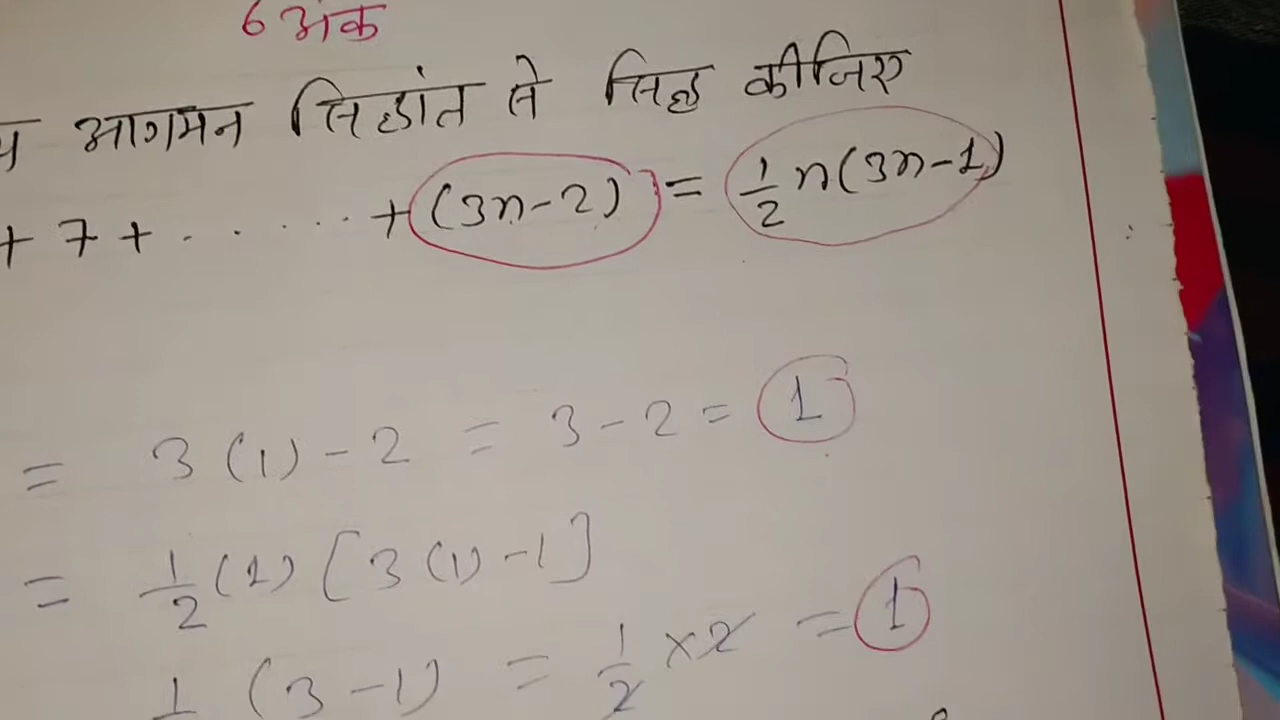 6 अंक
आगमन सिद्धांत से सिद्ध कीजिए
+ 7 + . . . . . . + (3n-2) = 1/2 n(3n-1)
= 3(1) - 2 = 3 - 2 = 1
= 1/2 (1) [3(1) - 1]
1 (3-1) = 1/2 × 2 = 1